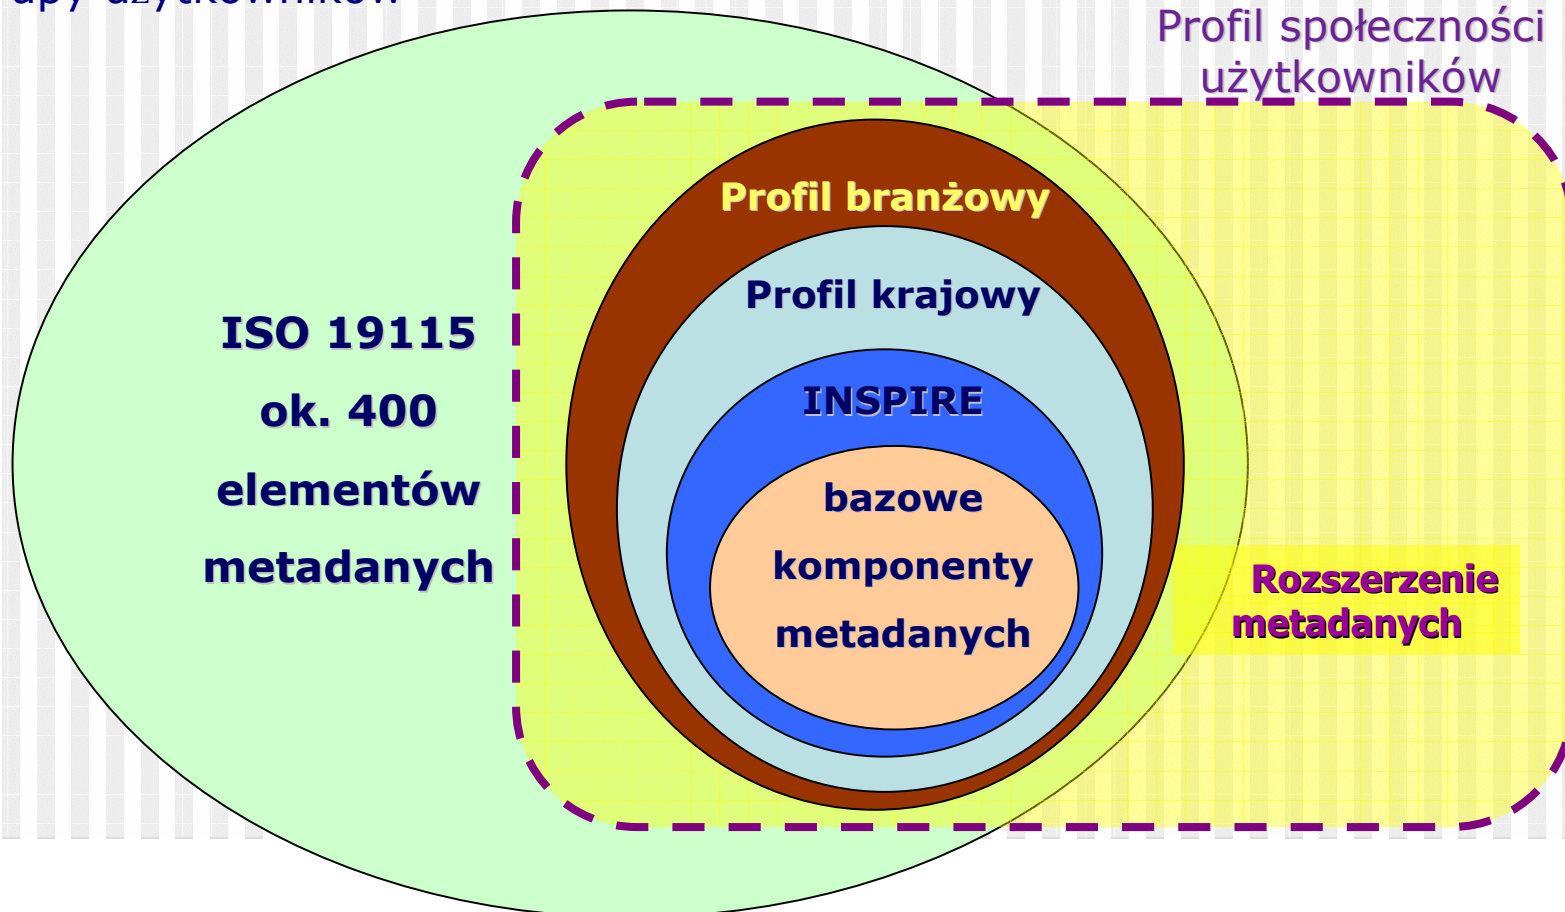 użytkowników
Profil społeczności
użytkowników
Profil branżowy
Profil krajowy
INSPIRE
bazowe
komponenty
metadanych
ISO 19115
ok. 400
elementów
metadanych
Rozszerzenie
metadanych